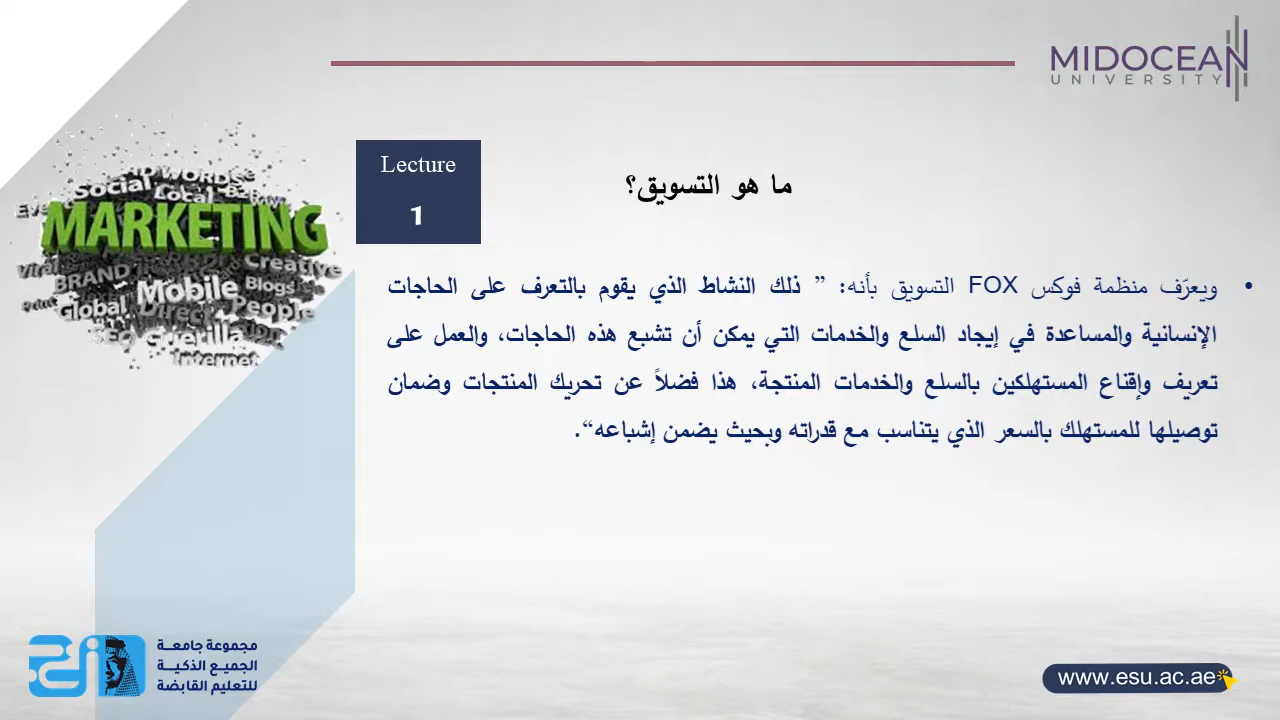 MIDOCEAN
UNIVERSITY
Lecture
1
ما هو التسويق؟
• ويعرّف منظمة فوكس FOX التسويق بأنه: ” ذلك النشاط الذي يقوم بالتعرف على الحاجات
الإنسانية والمساعدة في إيجاد السلع والخدمات التي يمكن أن تشبع هذه الحاجات، والعمل على
تعريف وإقناع المستهلكين بالسلع والخدمات المنتجة، هذا فضلاً عن تحريك المنتجات وضمان
توصيلها للمستهلك بالسعر الذي يتناسب مع قدراته وبحيث يضمن إشباعه“.
WORDS
Social
Local
B2B
MARKETING
Viral
Creative
BRAND
Mobile
Blogs
Global
Direct
People
SEO
Guerilla
Internet
مجموعة جامعة
الجميع الذكية
للتعليم القابضة
www.esu.ac.ae